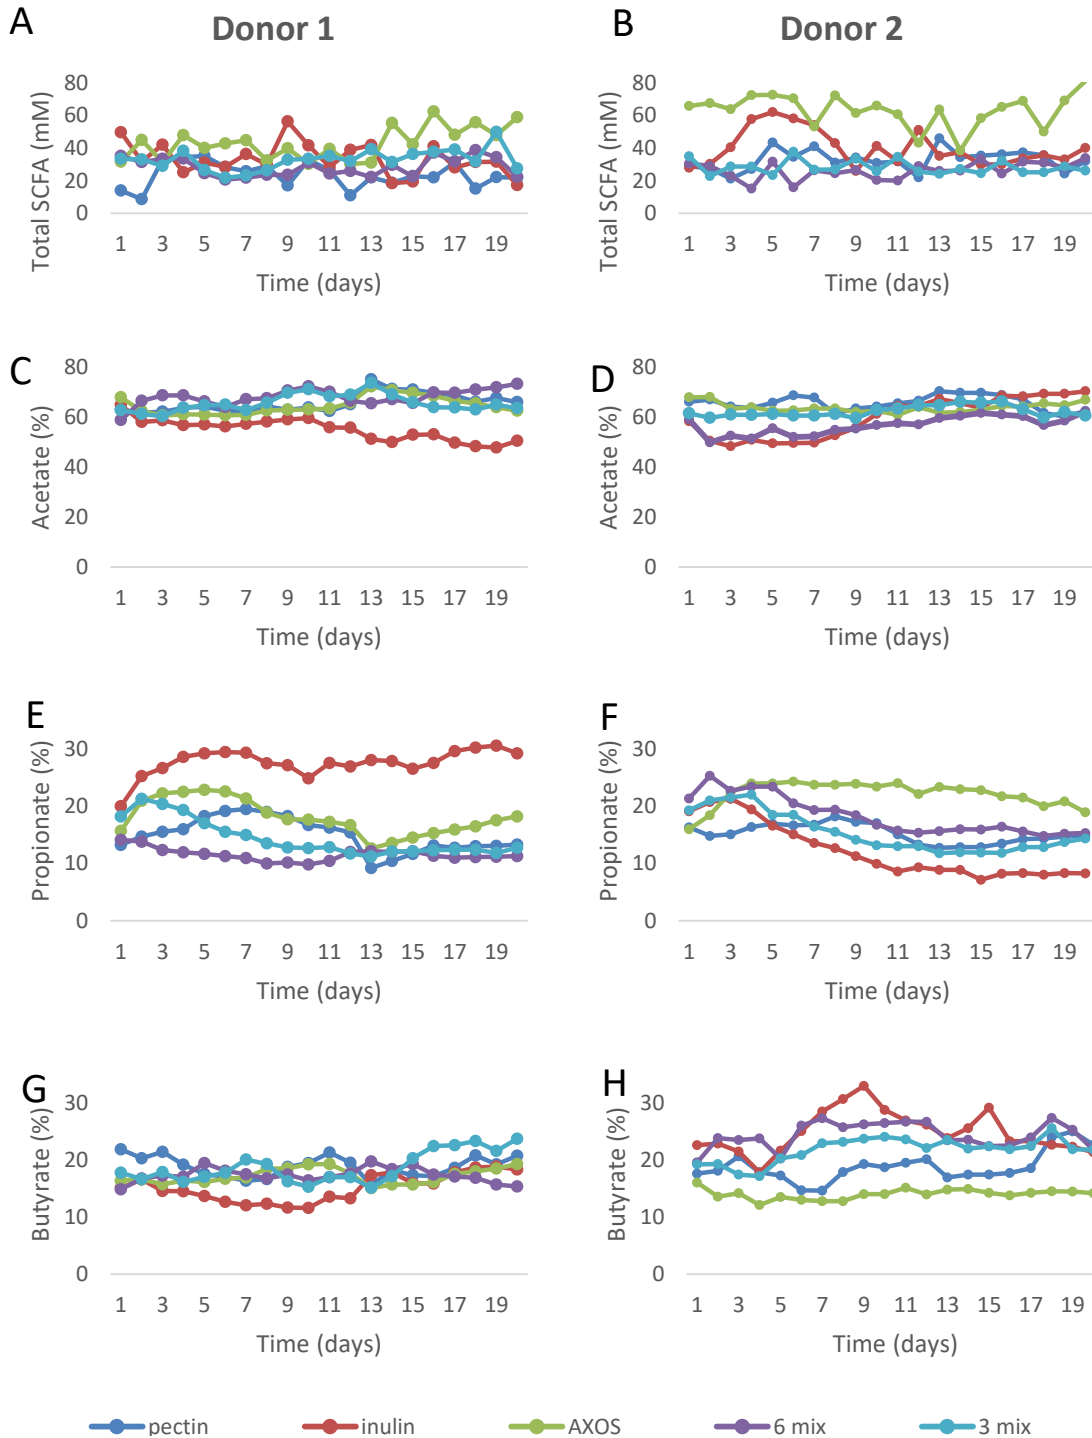 A
Donor 1
B
Donor 2
Total SCFA (mM)
80
60
40
20
0
1 3 5 7 9 11 13 15 17 19
Time (days)
Total SCFA (mM)
80
60
40
20
0
1 3 5 7 9 11 13 15 17 19
Time (days)
C
Acetate (%)
80
60
40
20
0
1 3 5 7 9 11 13 15 17 19
Time (days)
D
Acetate (%)
80
60
40
20
0
1 3 5 7 9 11 13 15 17 19
Time (days)
E
Propionate (%)
30
20
10
0
1 3 5 7 9 11 13 15 17 19
Time (days)
F
Propionate (%)
30
20
10
0
1 3 5 7 9 11 13 15 17 19
Time (days)
G
Butyrate (%)
30
20
10
0
1 3 5 7 9 11 13 15 17 19
Time (days)
H
Butyrate (%)
30
20
10
0
1 3 5 7 9 11 13 15 17 19
Time (days)
pectin inulin AXOS 6 mix 3 mix